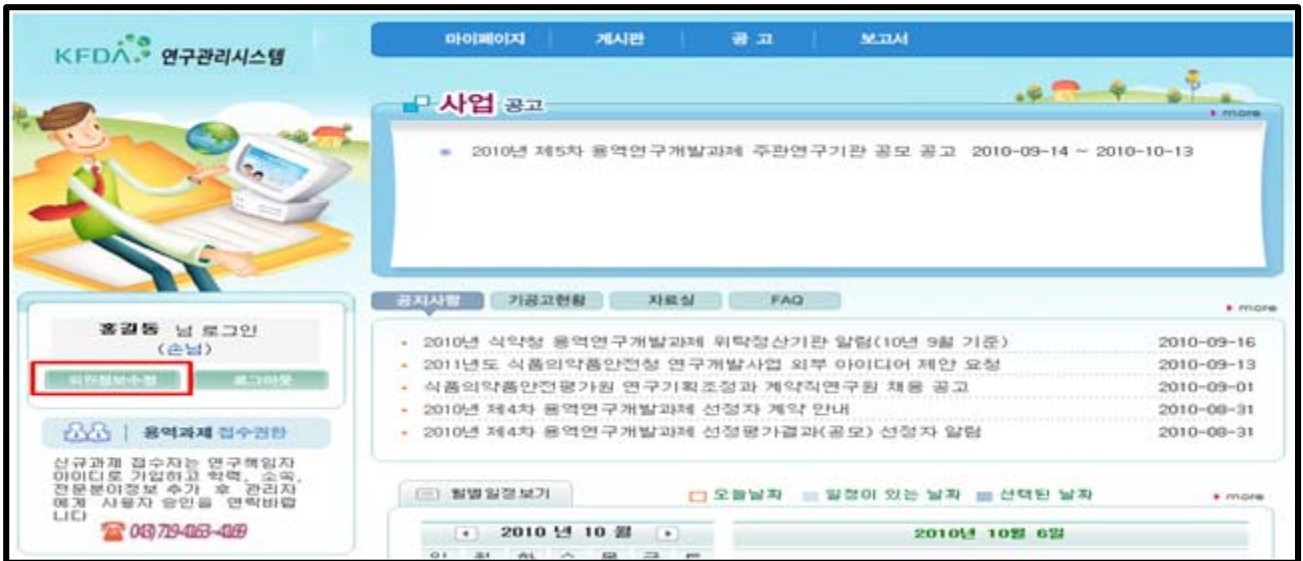 KFDA 연구관리시스템
마이페이지 게시판 공 고 보고서
사업 공고
more
2010년 제5차 용역연구개발과제 주관연구기관 공모 공고 2010-09-14 ~ 2010-10-13
홍길동 님 로그인
(손님)
회원정보수정 로그아웃
용역과제 접수권한
신규과제 접수자는 연구책임자
아이디로 가입하고 학력, 소속,
전문분야정보 추가 후 관리자
에게 사용자 승인을 연락바랍
니다
043) 719-4163~4169
공지사항 기공고현황 자료실 FAQ
more
2010년 식약청 용역연구개발과제 위탁정산기관 알림(10년 9월 기준) 2010-09-16
2011년도 식품의약품안전청 연구개발사업 외부 아이디어 제안 요청 2010-09-13
식품의약품안전평가원 연구기획조정과 계약직연구원 채용 공고 2010-09-01
2010년 제4차 용역연구개발과제 선정자 계약 안내 2010-08-31
2010년 제4차 용역연구개발과제 선정평가결과(공모) 선정자 알림 2010-08-31
월별일정보기 오늘날짜 일정이 있는 날짜 선택된 날짜 more
2010 년 10 월 2010년 10월 6일